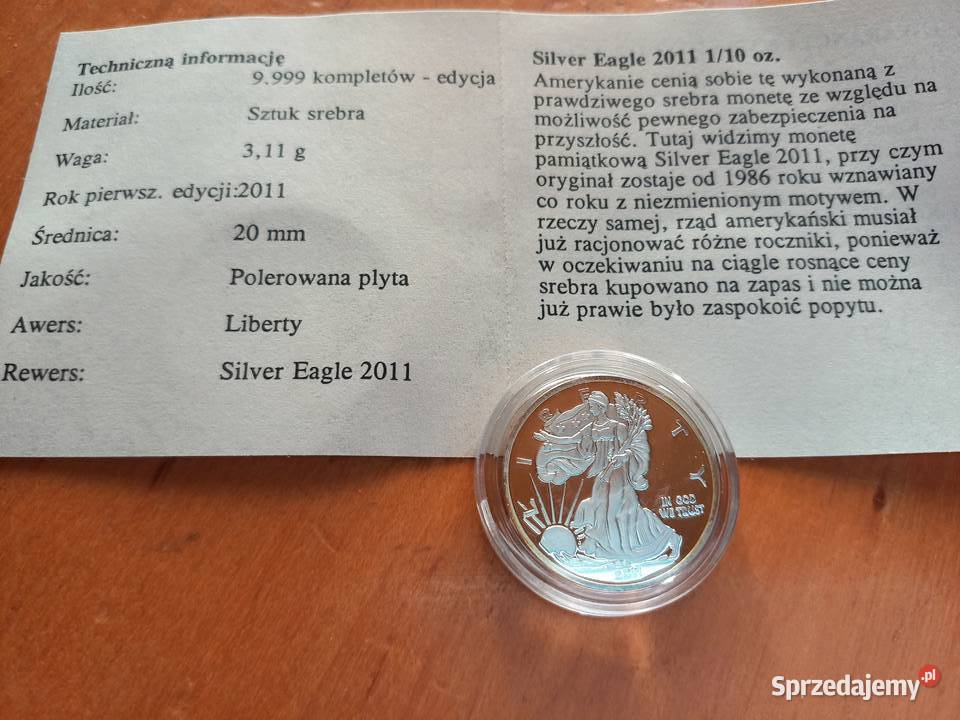 Techniczną informację
Ilość: 9.999 kompletów - edycja
Materiał: Sztuk srebra
Waga: 3,11 g
Rok pierwsz. edycji:2011
Średnica: 20 mm
Jakość: Polerowana plyta
Awers: Liberty
Rewers: Silver Eagle 2011
Silver Eagle 2011 1/10 oz.
Amerykanie cenią sobie tę wykonaną z
prawdziwego srebra monetę ze względu na
możliwość pewnego zabezpieczenia na
przyszłość. Tutaj widzimy monetę
pamiątkową Silver Eagle 2011, przy czym
oryginał zostaje od 1986 roku wznawiany
co roku z niezmienionym motywem. W
rzeczy samej, rząd amerykański musiał
już racjonować różne roczniki, ponieważ
w oczekiwaniu na ciągle rosnące ceny
srebra kupowano na zapas i nie można
już prawie było zaspokoić popytu.
LIBERTY
IN GOD
WE TRUST
2011
Sprzedajemy.pl